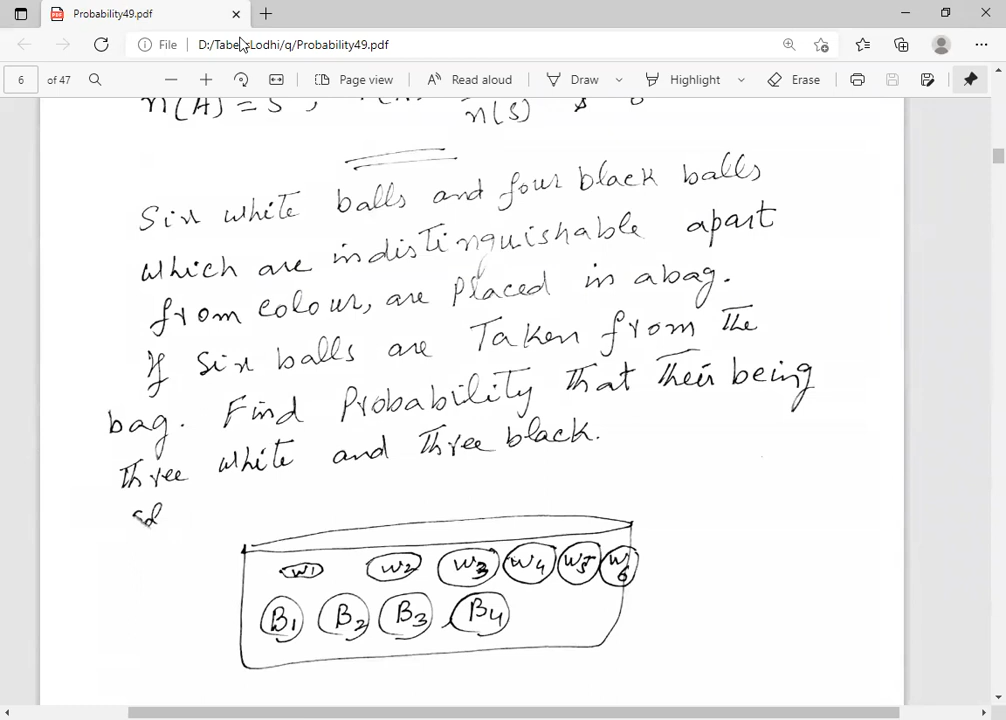 Probability49.pdf
File D:/Tabe Lodhi/q/Probability49.pdf
6 of 47 Page view Read aloud Draw Highlight Erase
n(A) = 5 , n(S)
Six white balls and four black balls
which are indistinguishable apart
from colour, are placed in a bag.
If six balls are Taken from the
bag. Find Probability that their being
three white and three black.
Sol
W1 W2 W3 W4 W5 W6
B1 B2 B3 B4